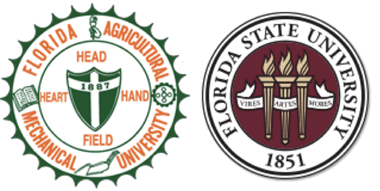 FLORIDA AGRICULTURAL
MECHANICAL UNIVERSITY
HEAD
1887
HEART
HAND
FIELD
FLORIDA STATE UNIVERSITY
VIRES ARTES MORES
1851